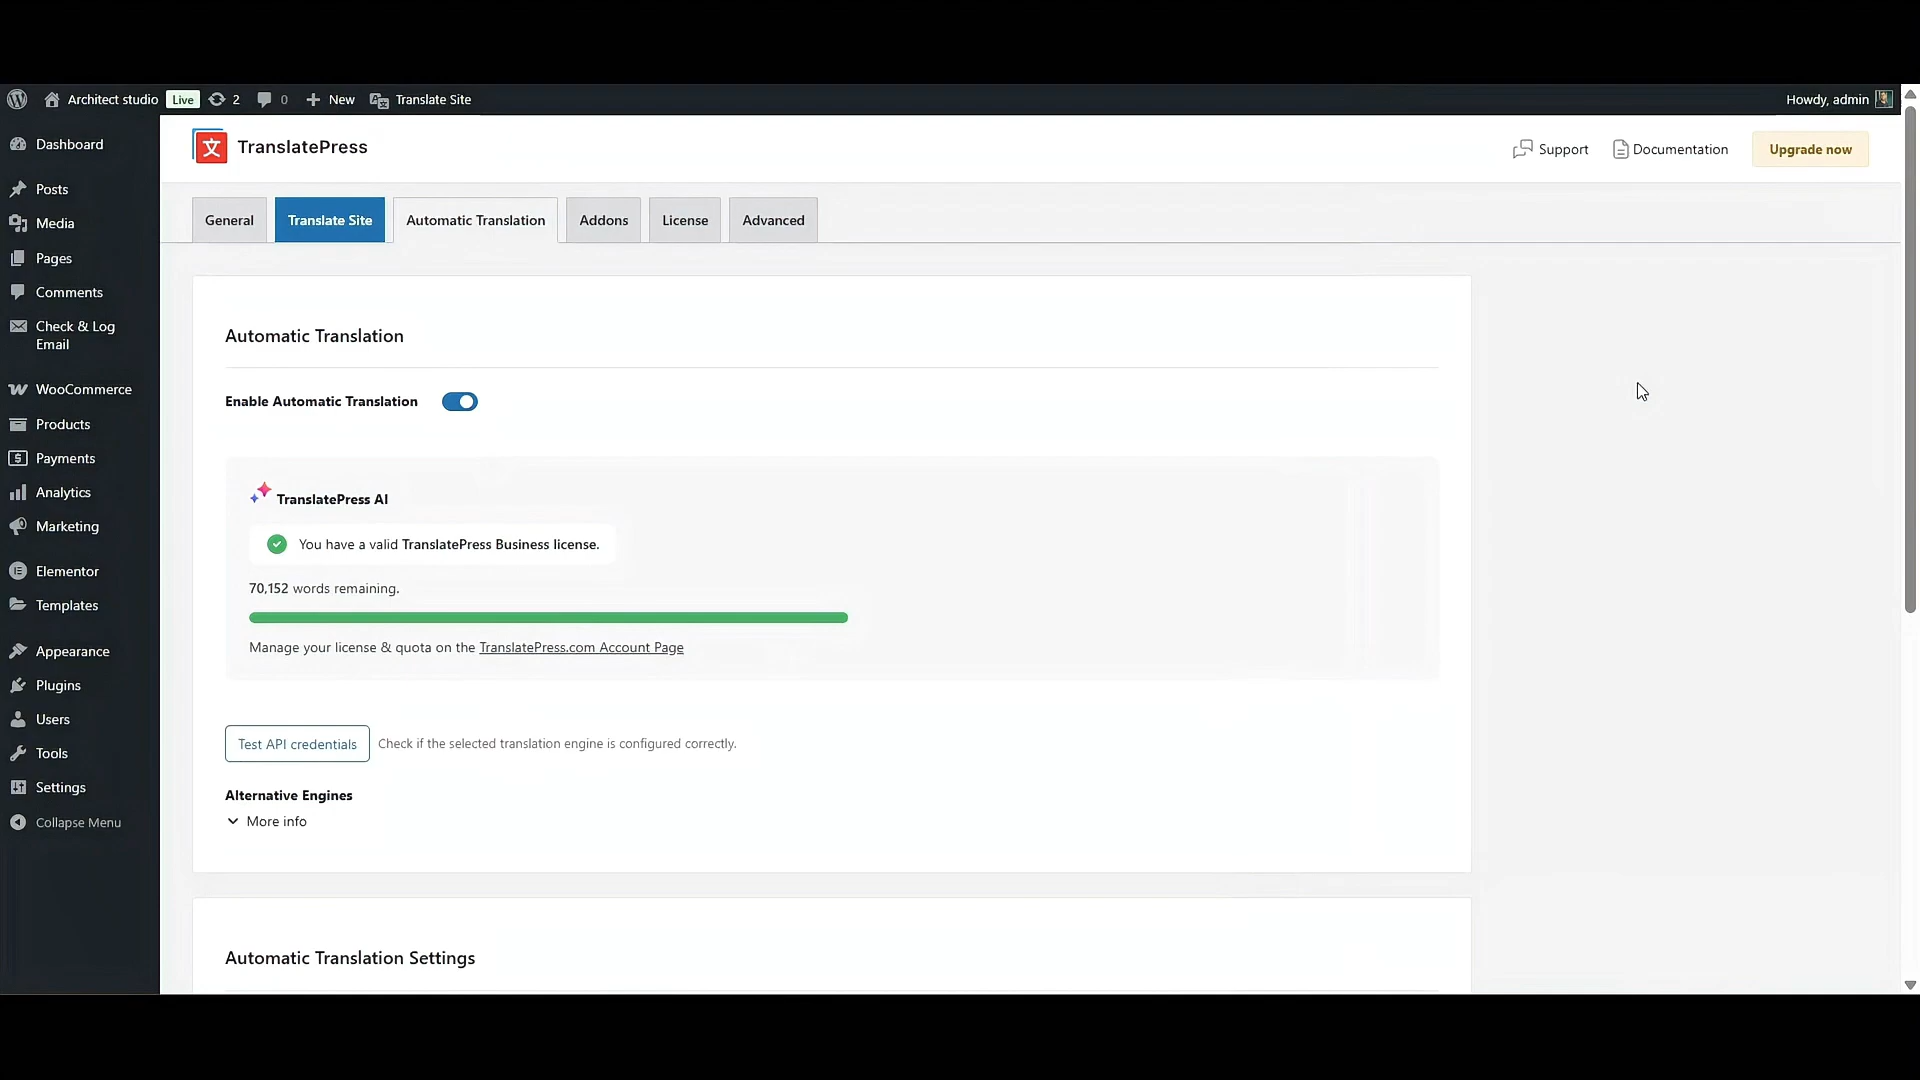 Architect studio Live 2 0 New Translate Site Howdy, admin
Dashboard
Posts
Media
Pages
Comments
Check & Log
Email
WooCommerce
Products
Payments
Analytics
Marketing
Elementor
Templates
Appearance
Plugins
Users
Tools
Settings
Collapse Menu
文 TranslatePress
Support Documentation Upgrade now
General Translate Site Automatic Translation Addons License Advanced
Automatic Translation
Enable Automatic Translation
TranslatePress AI
You have a valid TranslatePress Business license.
70,152 words remaining.
Manage your license & quota on the TranslatePress.com Account Page
Test API credentials Check if the selected translation engine is configured correctly.
Alternative Engines
More info
Automatic Translation Settings